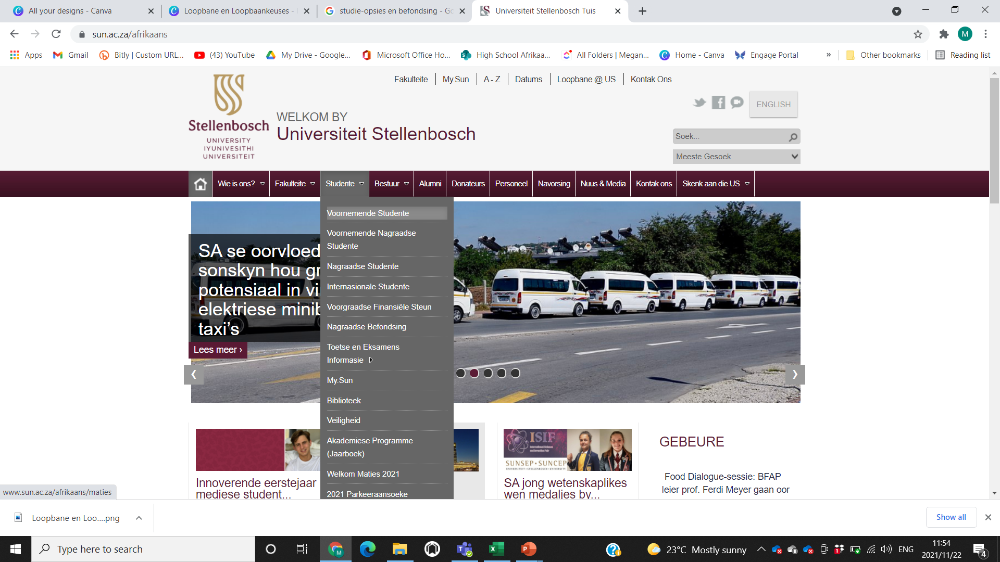 All your designs - Canva
Loopbane en Loopbaankeuses -
studie-opsies en befondsing - Go
Universiteit Stellenbosch Tuis
sun.ac.za/afrikaans
M
Apps
Gmail
Bitly | Custom URL...
(43) YouTube
My Drive - Google...
Microsoft Office Ho...
High School Afrikaa...
All Folders | Megan...
Home - Canva
Engage Portal
»
Other bookmarks
Reading list
Fakulteite
My.Sun
A - Z
Datums
Loopbane @ US
Kontak Ons
ENGLISH
Stellenbosch
UNIVERSITY
IYUNIVESITHI
UNIVERSITEIT
WELKOM BY
Universiteit Stellenbosch
Soek...
Meeste Gesoek
Wie is ons?
Fakulteite
Studente
Bestuur
Alumni
Donateurs
Personeel
Navorsing
Nuus & Media
Kontak ons
Skenk aan die US
Voornemende Studente
Voornemende Nagraadse
Studente
Nagraadse Studente
Internasionale Studente
Voorgraadse Finansiële Steun
Nagraadse Befondsing
Toetse en Eksamens
Informasie
My.Sun
Biblioteek
Veiligheid
Akademiese Programme
(Jaarboek)
Welkom Maties 2021
2021 Parkeeraansoeke
SA se oorvloed
sonskyn hou gr
potensiaal in vi
elektriese minib
taxi's
Lees meer ›
Innoverende eerstejaar
mediese student...
ISIF
International Science
and Invention Fair
SUNSEP · SUNCEP
SA jong wetenskaplikes
wen medaljes by...
GEBEURE
Food Dialogue-sessie: BFAP
leier prof. Ferdi Meyer gaan oor
www.sun.ac.za/afrikaans/maties
Loopbane en Loo....png
Show all
Type here to search
23°C Mostly sunny
ENG
11:54
2021/11/22
4